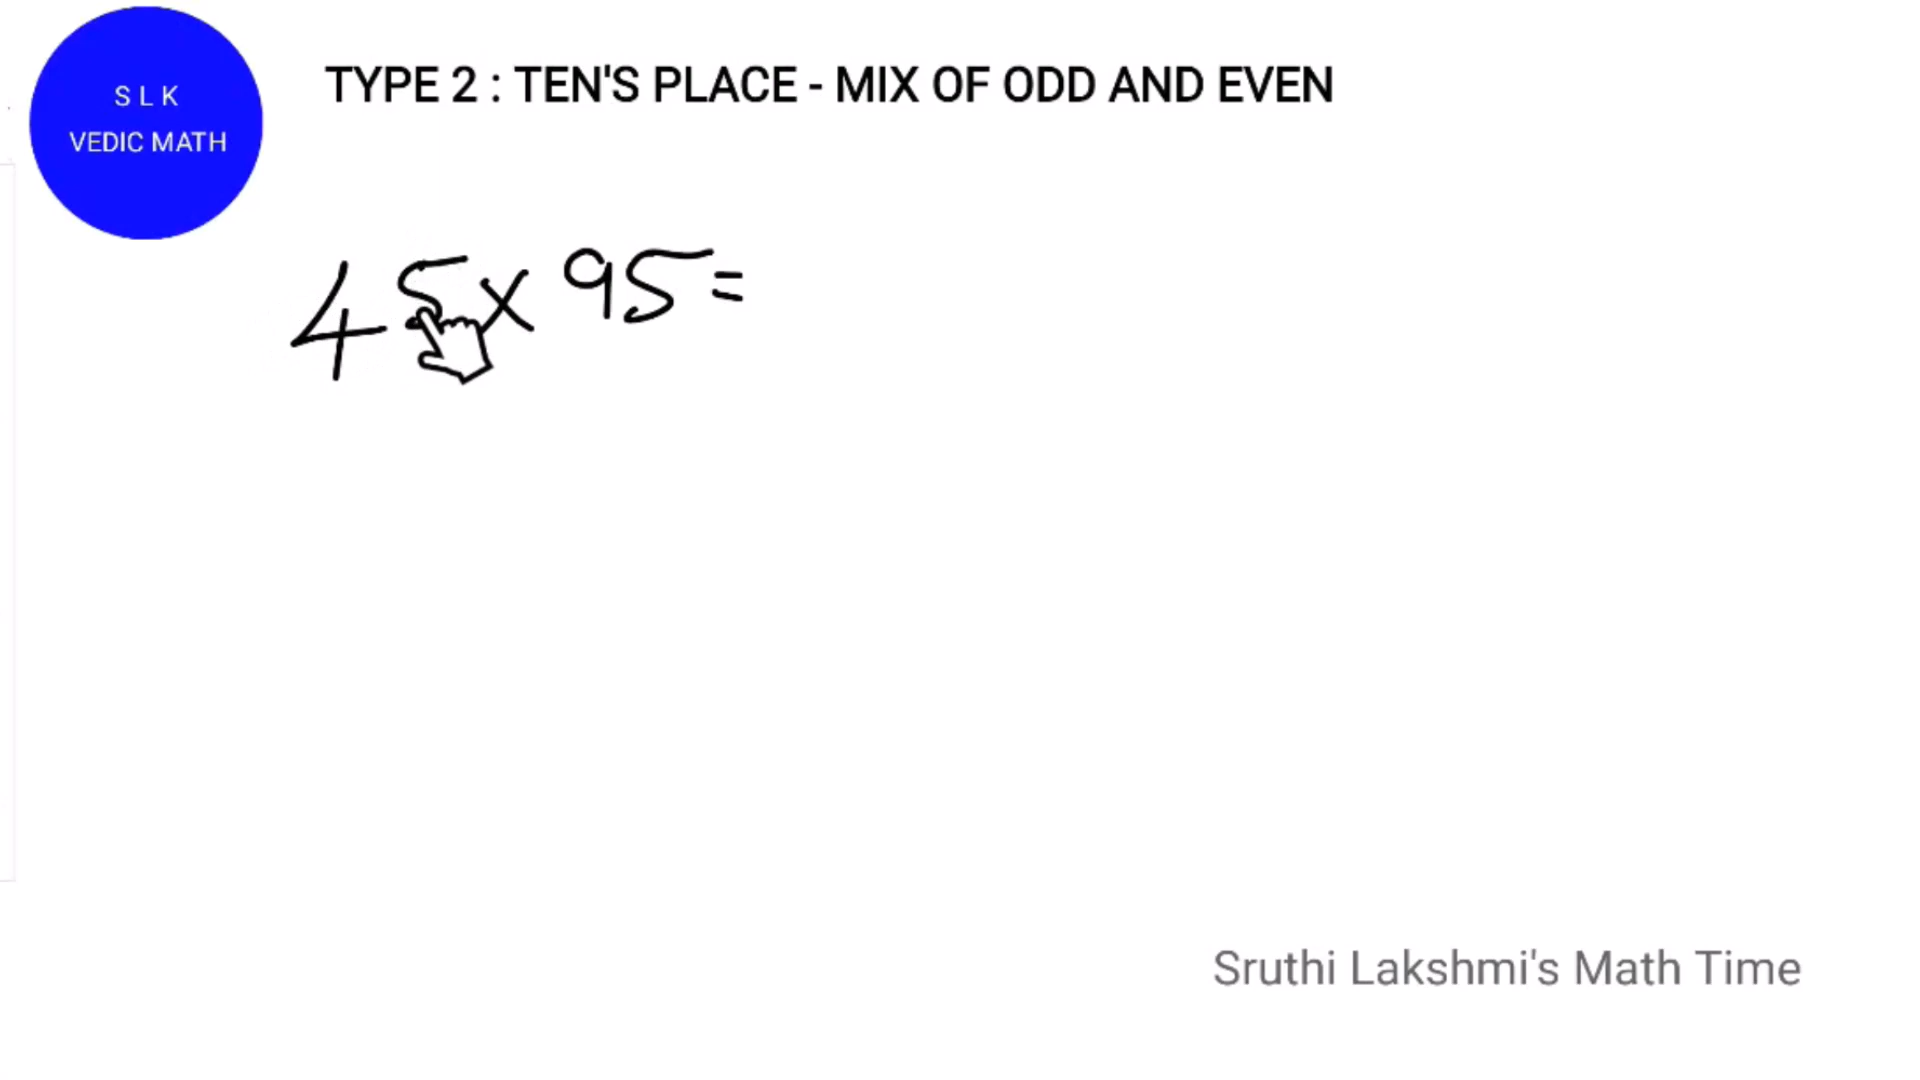 S L K
VEDIC MATH
TYPE 2 : TEN'S PLACE - MIX OF ODD AND EVEN
45 x 95 =
Sruthi Lakshmi's Math Time